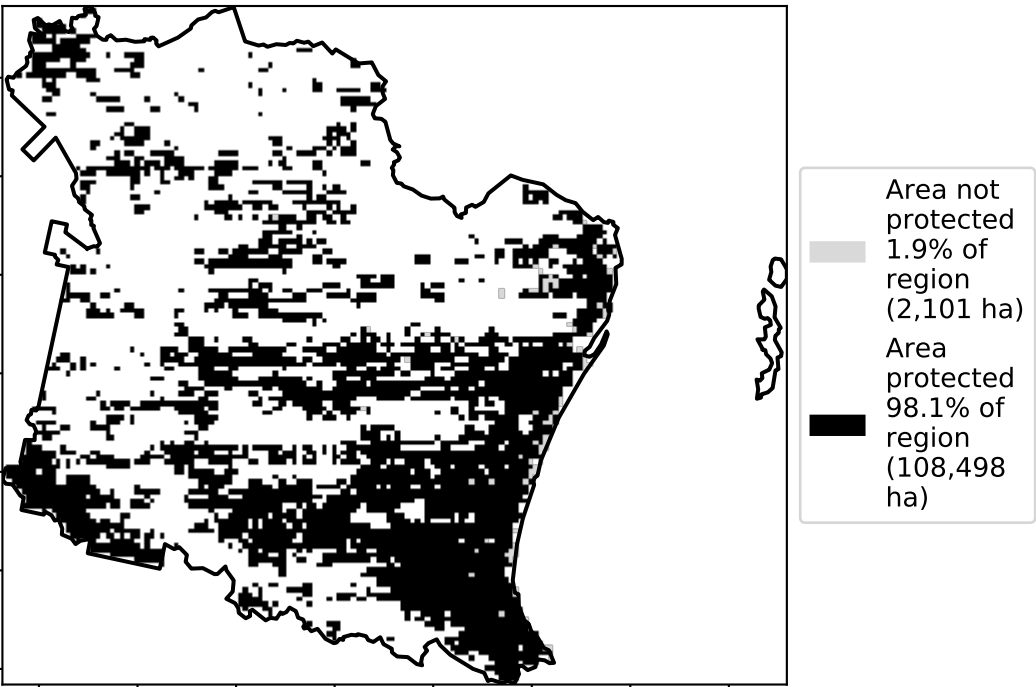 Area not
protected
1.9% of
region
(2,101 ha)
Area
protected
98.1% of
region
(108,498
ha)